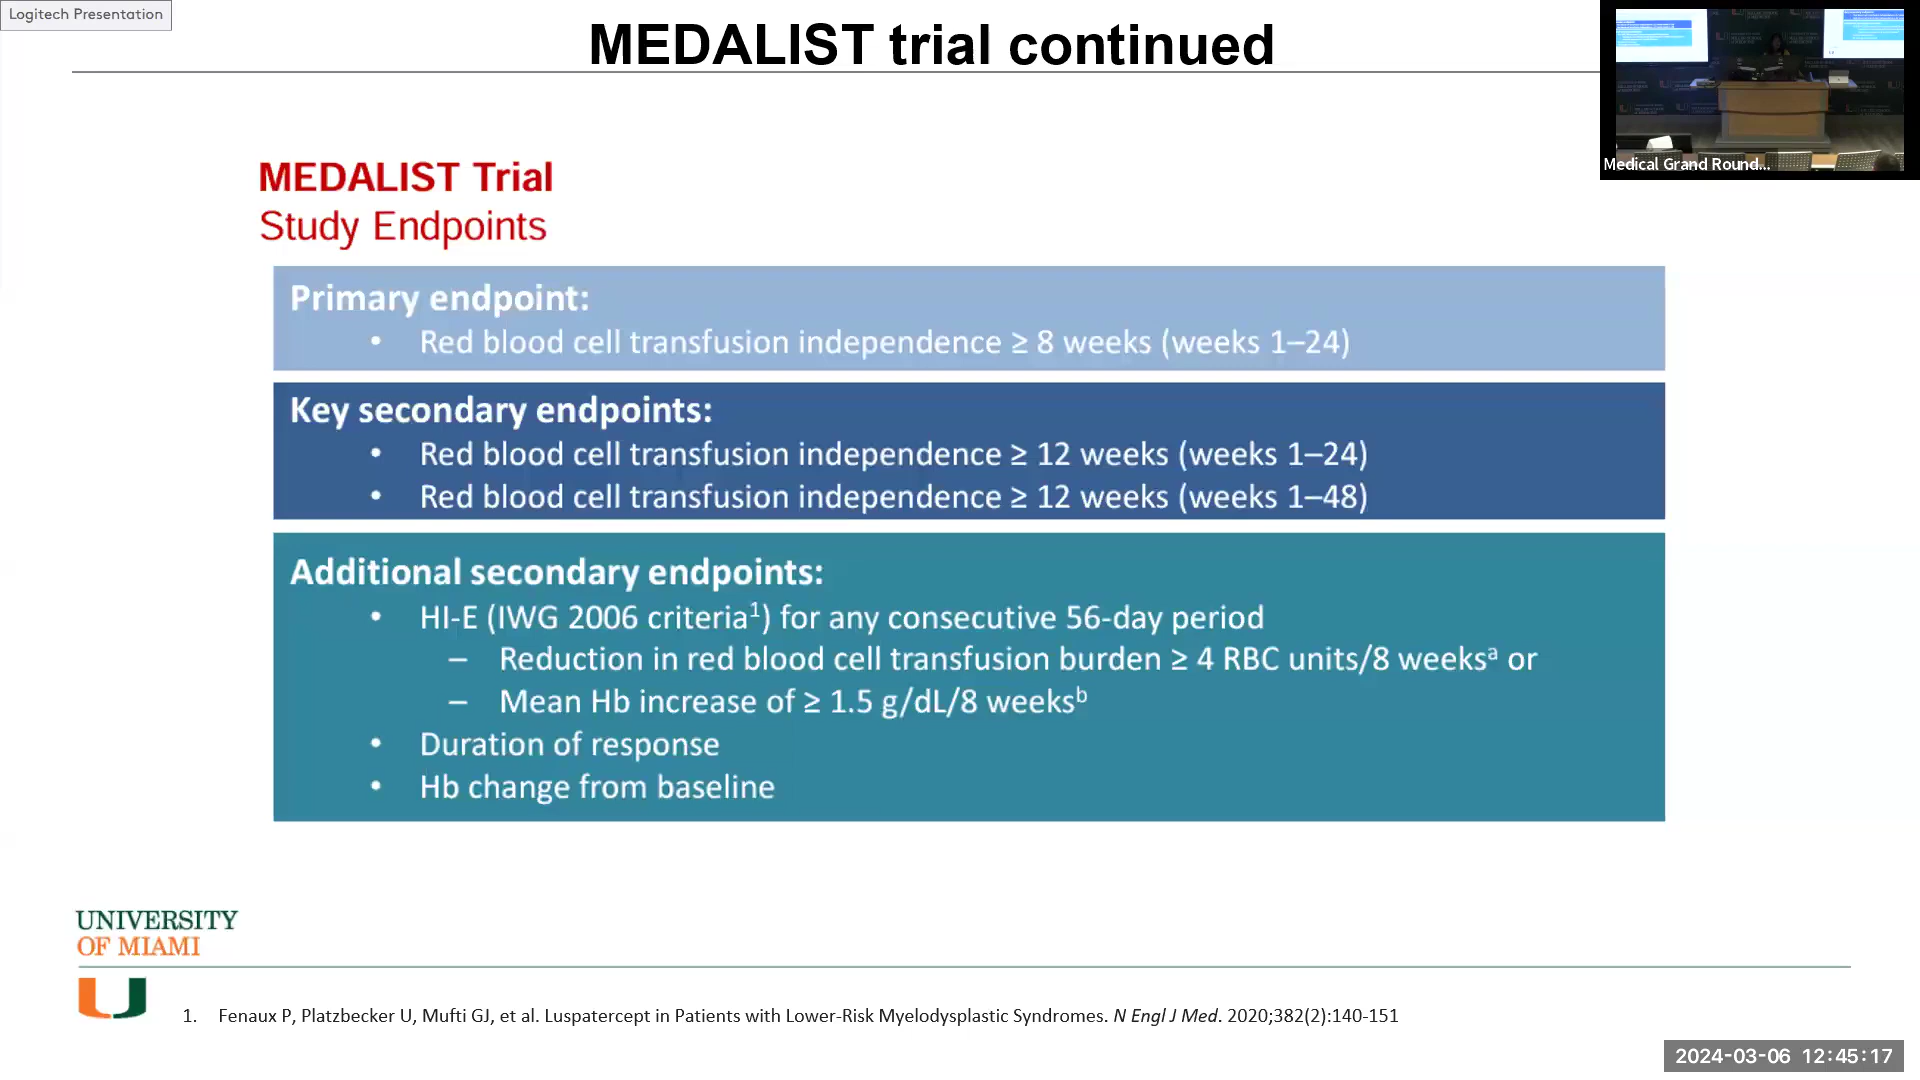 Logitech Presentation
MEDALIST trial continued
Medical Grand Round...
MEDALIST Trial
Study Endpoints
Primary endpoint:
• Red blood cell transfusion independence ≥ 8 weeks (weeks 1–24)
Key secondary endpoints:
• Red blood cell transfusion independence ≥ 12 weeks (weeks 1–24)
• Red blood cell transfusion independence ≥ 12 weeks (weeks 1–48)
Additional secondary endpoints:
• HI-E (IWG 2006 criteria¹) for any consecutive 56-day period
– Reduction in red blood cell transfusion burden ≥ 4 RBC units/8 weeksᵃ or
– Mean Hb increase of ≥ 1.5 g/dL/8 weeksᵇ
• Duration of response
• Hb change from baseline
UNIVERSITY
OF MIAMI
1. Fenaux P, Platzbecker U, Mufti GJ, et al. Luspatercept in Patients with Lower-Risk Myelodysplastic Syndromes. N Engl J Med. 2020;382(2):140-151
2024-03-06 12:45:17